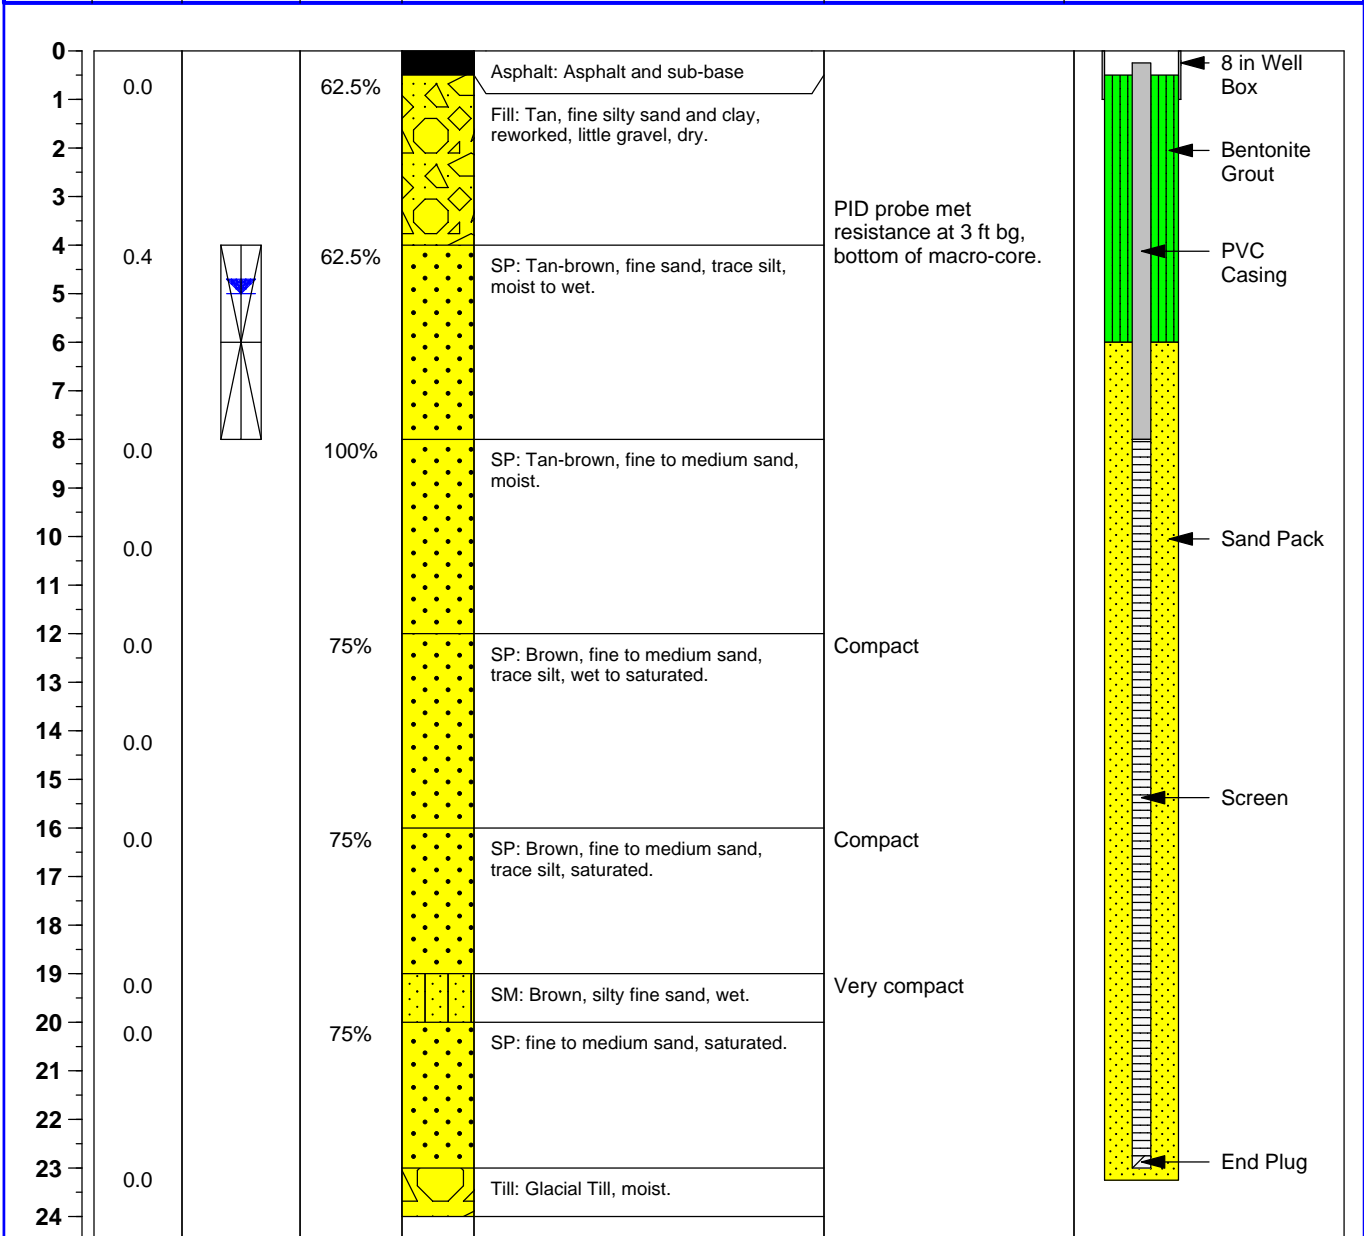 0
8 in Well
Box
Asphalt: Asphalt and sub-base
0.0
62.5%
1
Fill: Tan, fine silty sand and clay,
reworked, little gravel, dry.
2
Bentonite
Grout
3
PID probe met
resistance at 3 ft bg,
bottom of macro-core.
4
0.4
62.5%
SP: Tan-brown, fine sand, trace silt,
moist to wet.
PVC
Casing
5
6
7
8
0.0
100%
SP: Tan-brown, fine to medium sand,
moist.
9
10
0.0
Sand Pack
11
12
0.0
75%
SP: Brown, fine to medium sand,
trace silt, wet to saturated.
Compact
13
14
0.0
15
Screen
16
0.0
75%
SP: Brown, fine to medium sand,
trace silt, saturated.
Compact
17
18
19
0.0
SM: Brown, silty fine sand, wet.
Very compact
20
0.0
75%
SP: fine to medium sand, saturated.
21
22
23
End Plug
0.0
Till: Glacial Till, moist.
24